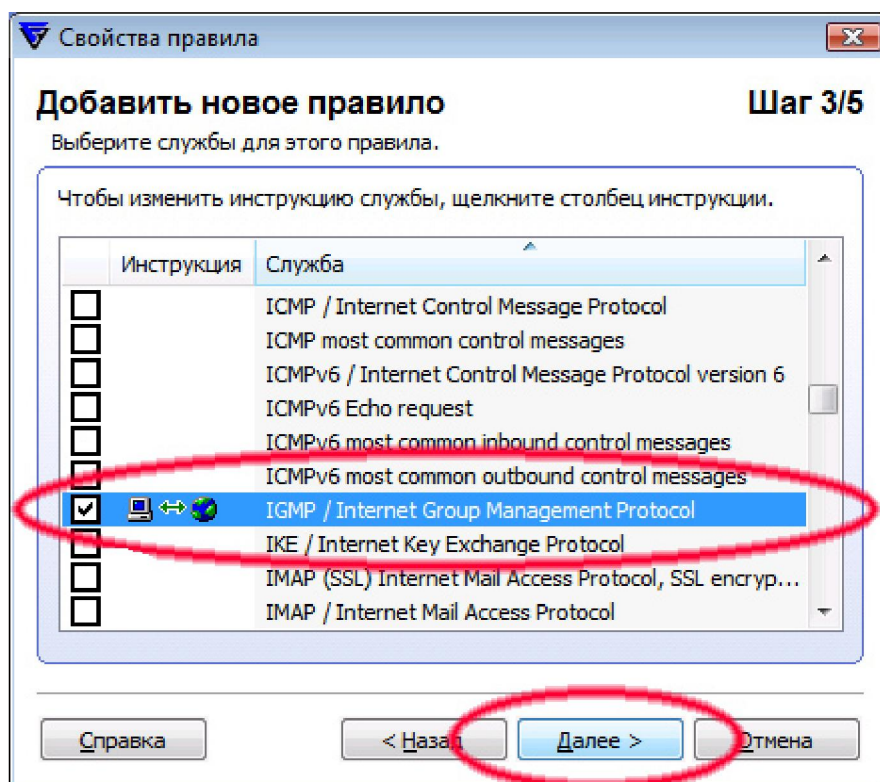 Свойства правила
Добавить новое правило Шаг 3/5
Выберите службы для этого правила.
Чтобы изменить инструкцию службы, щелкните столбец инструкции.
Инструкция Служба
ICMP / Internet Control Message Protocol
ICMP most common control messages
ICMPv6 / Internet Control Message Protocol version 6
ICMPv6 Echo request
ICMPv6 most common inbound control messages
ICMPv6 most common outbound control messages
IGMP / Internet Group Management Protocol
IKE / Internet Key Exchange Protocol
IMAP (SSL) Internet Mail Access Protocol, SSL encryp...
IMAP / Internet Mail Access Protocol
Справка < Назад Далее > Отмена